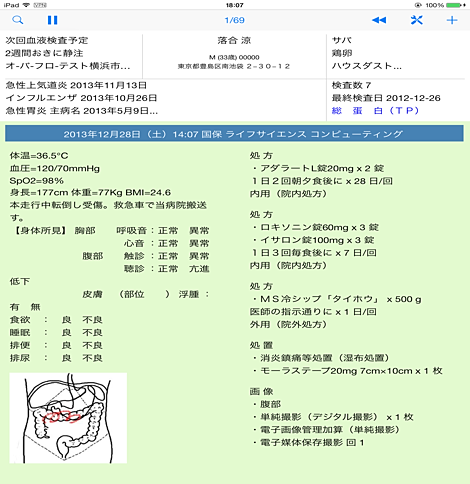 iPad 18:07 100%
1/69
次回血液検査予定
2週間おきに静注
オ-バ-フロ-テスト横浜市...
落合 涼
M (33歳) 00000
東京都豊島区南池袋２−３０−１２
サバ
鶏卵
ハウスダスト...
急性上気道炎 2013年11月13日
インフルエンザ 2013年10月26日
急性胃炎 主病名 2013年5月9日...
検査数 7
最終検査日 2012-12-26
総 蛋 白（ＴＰ）
2013年12月28日（土）14:07 国保 ライフサイエンス コンピューティング
体温=36.5°C
血圧=120/70mmHg
SpO2=98%
身長=177cm 体重=77Kg BMI=24.6
本走行中転倒し受傷。救急車で当病院搬送
す。
【身体所見】 胸部 呼吸音：正常 異常
心音 ：正常 異常
腹部 触診 ：正常 異常
聴診 ：正常 亢進
低下
皮膚 （部位 ） 浮腫 ：
有 無
食欲 ： 良 不良
睡眠 ： 良 不良
排便 ： 良 不良
排尿 ： 良 不良
処 方
・アダラートL錠20mg x 2 錠
１日２回朝夕食後に x 28 日/回
内用（院内処方）
処 方
・ロキソニン錠60mg x 3 錠
・イサロン錠100mg x 3 錠
１日３回毎食後に x 7 日/回
内用（院内処方）
処 方
・ＭＳ冷シップ「タイホウ」 x 500 g
医師の指示通りに x 1 日/回
外用（院外処方）
処 置
・消炎鎮痛等処置（湿布処置）
・モーラステープ20mg 7cm×10cm x 1 枚
画 像
・腹部
・単純撮影（デジタル撮影） x 1 枚
・電子画像管理加算（単純撮影）
・電子媒体保存撮影 回 1